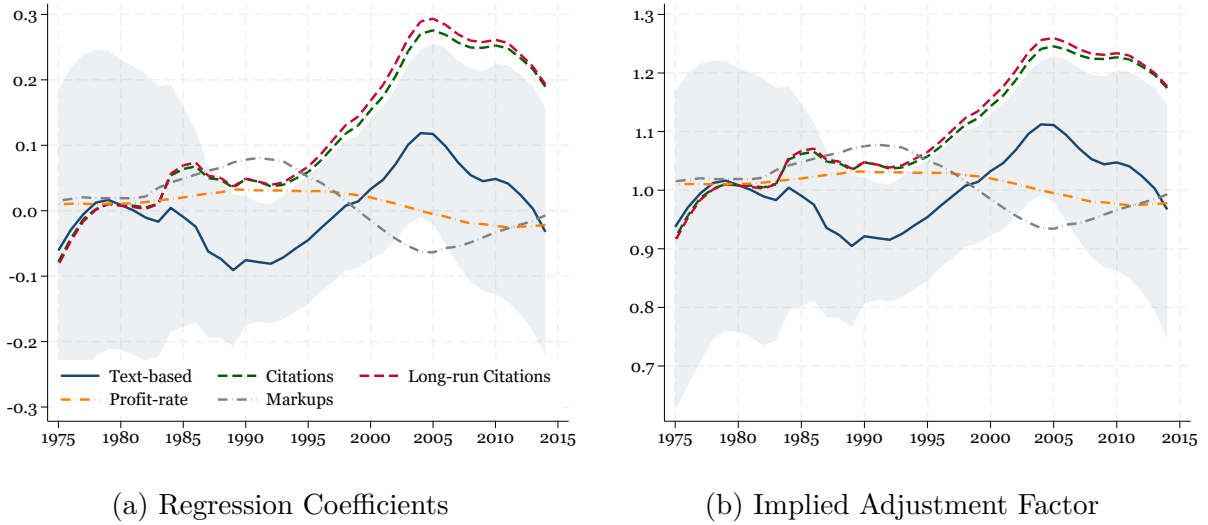 0.3
0.2
0.1
0.0
-0.1
-0.2
-0.3
1975 1980 1985 1990 1995 2000 2005 2010 2015
Text-based Citations Long-run Citations
Profit-rate Markups
(a) Regression Coefficients
1.3
1.2
1.1
1.0
0.9
0.8
0.7
1975 1980 1985 1990 1995 2000 2005 2010 2015
(b) Implied Adjustment Factor